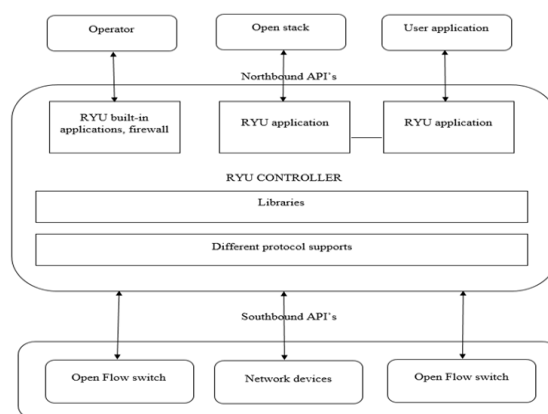 Operator
Open stack
User application
Northbound API's
RYU built-in
applications, firewall
RYU application
RYU application
RYU CONTROLLER
Libraries
Different protocol supports
Southbound API's
Open Flow switch
Network devices
Open Flow switch